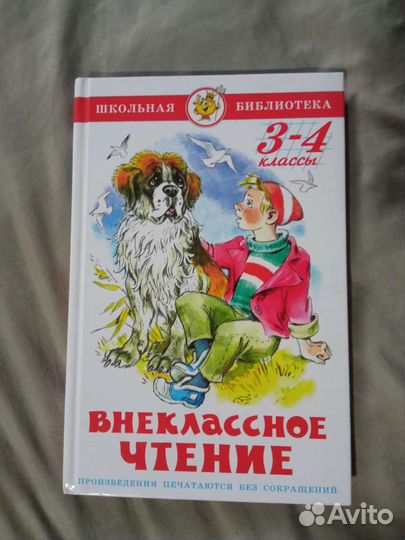 ШКОЛЬНАЯ БИБЛИОТЕКА
3-4
классы
ВНЕКЛАССНОЕ
ЧТЕНИЕ
ПРОИЗВЕДЕНИЯ ПЕЧАТАЮТСЯ БЕЗ СОКРАЩЕНИЙ
Avito